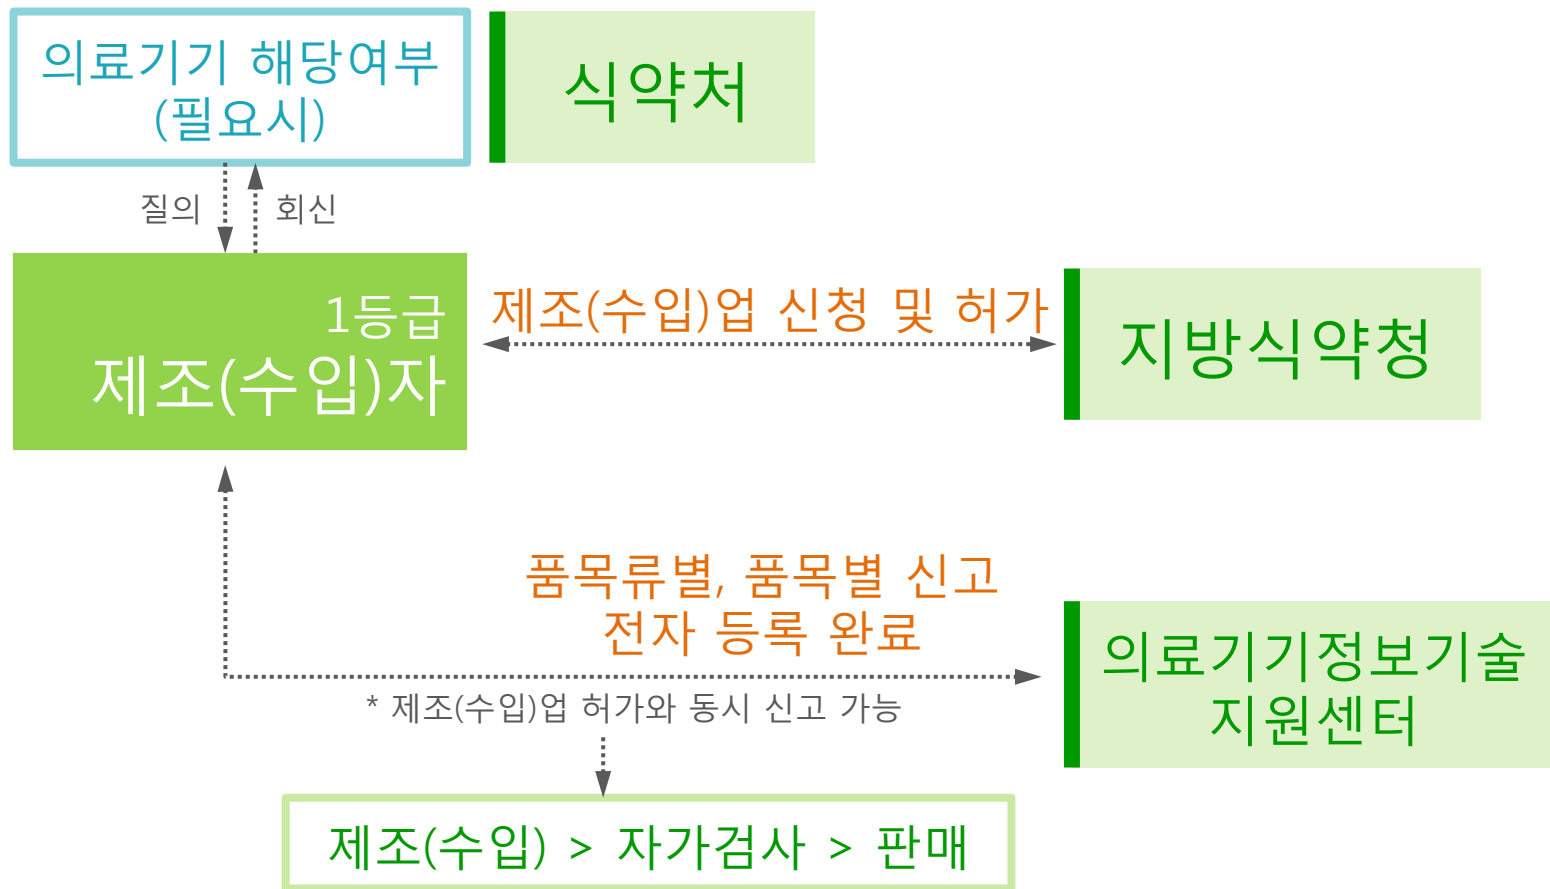 의료기기 해당여부
(필요시)
식약처
질의
회신
1등급
제조(수입)자
제조(수입)업 신청 및 허가
지방식약청
품목류별, 품목별 신고
전자 등록 완료
* 제조(수입)업 허가와 동시 신고 가능
의료기기정보기술
지원센터
제조(수입) > 자가검사 > 판매